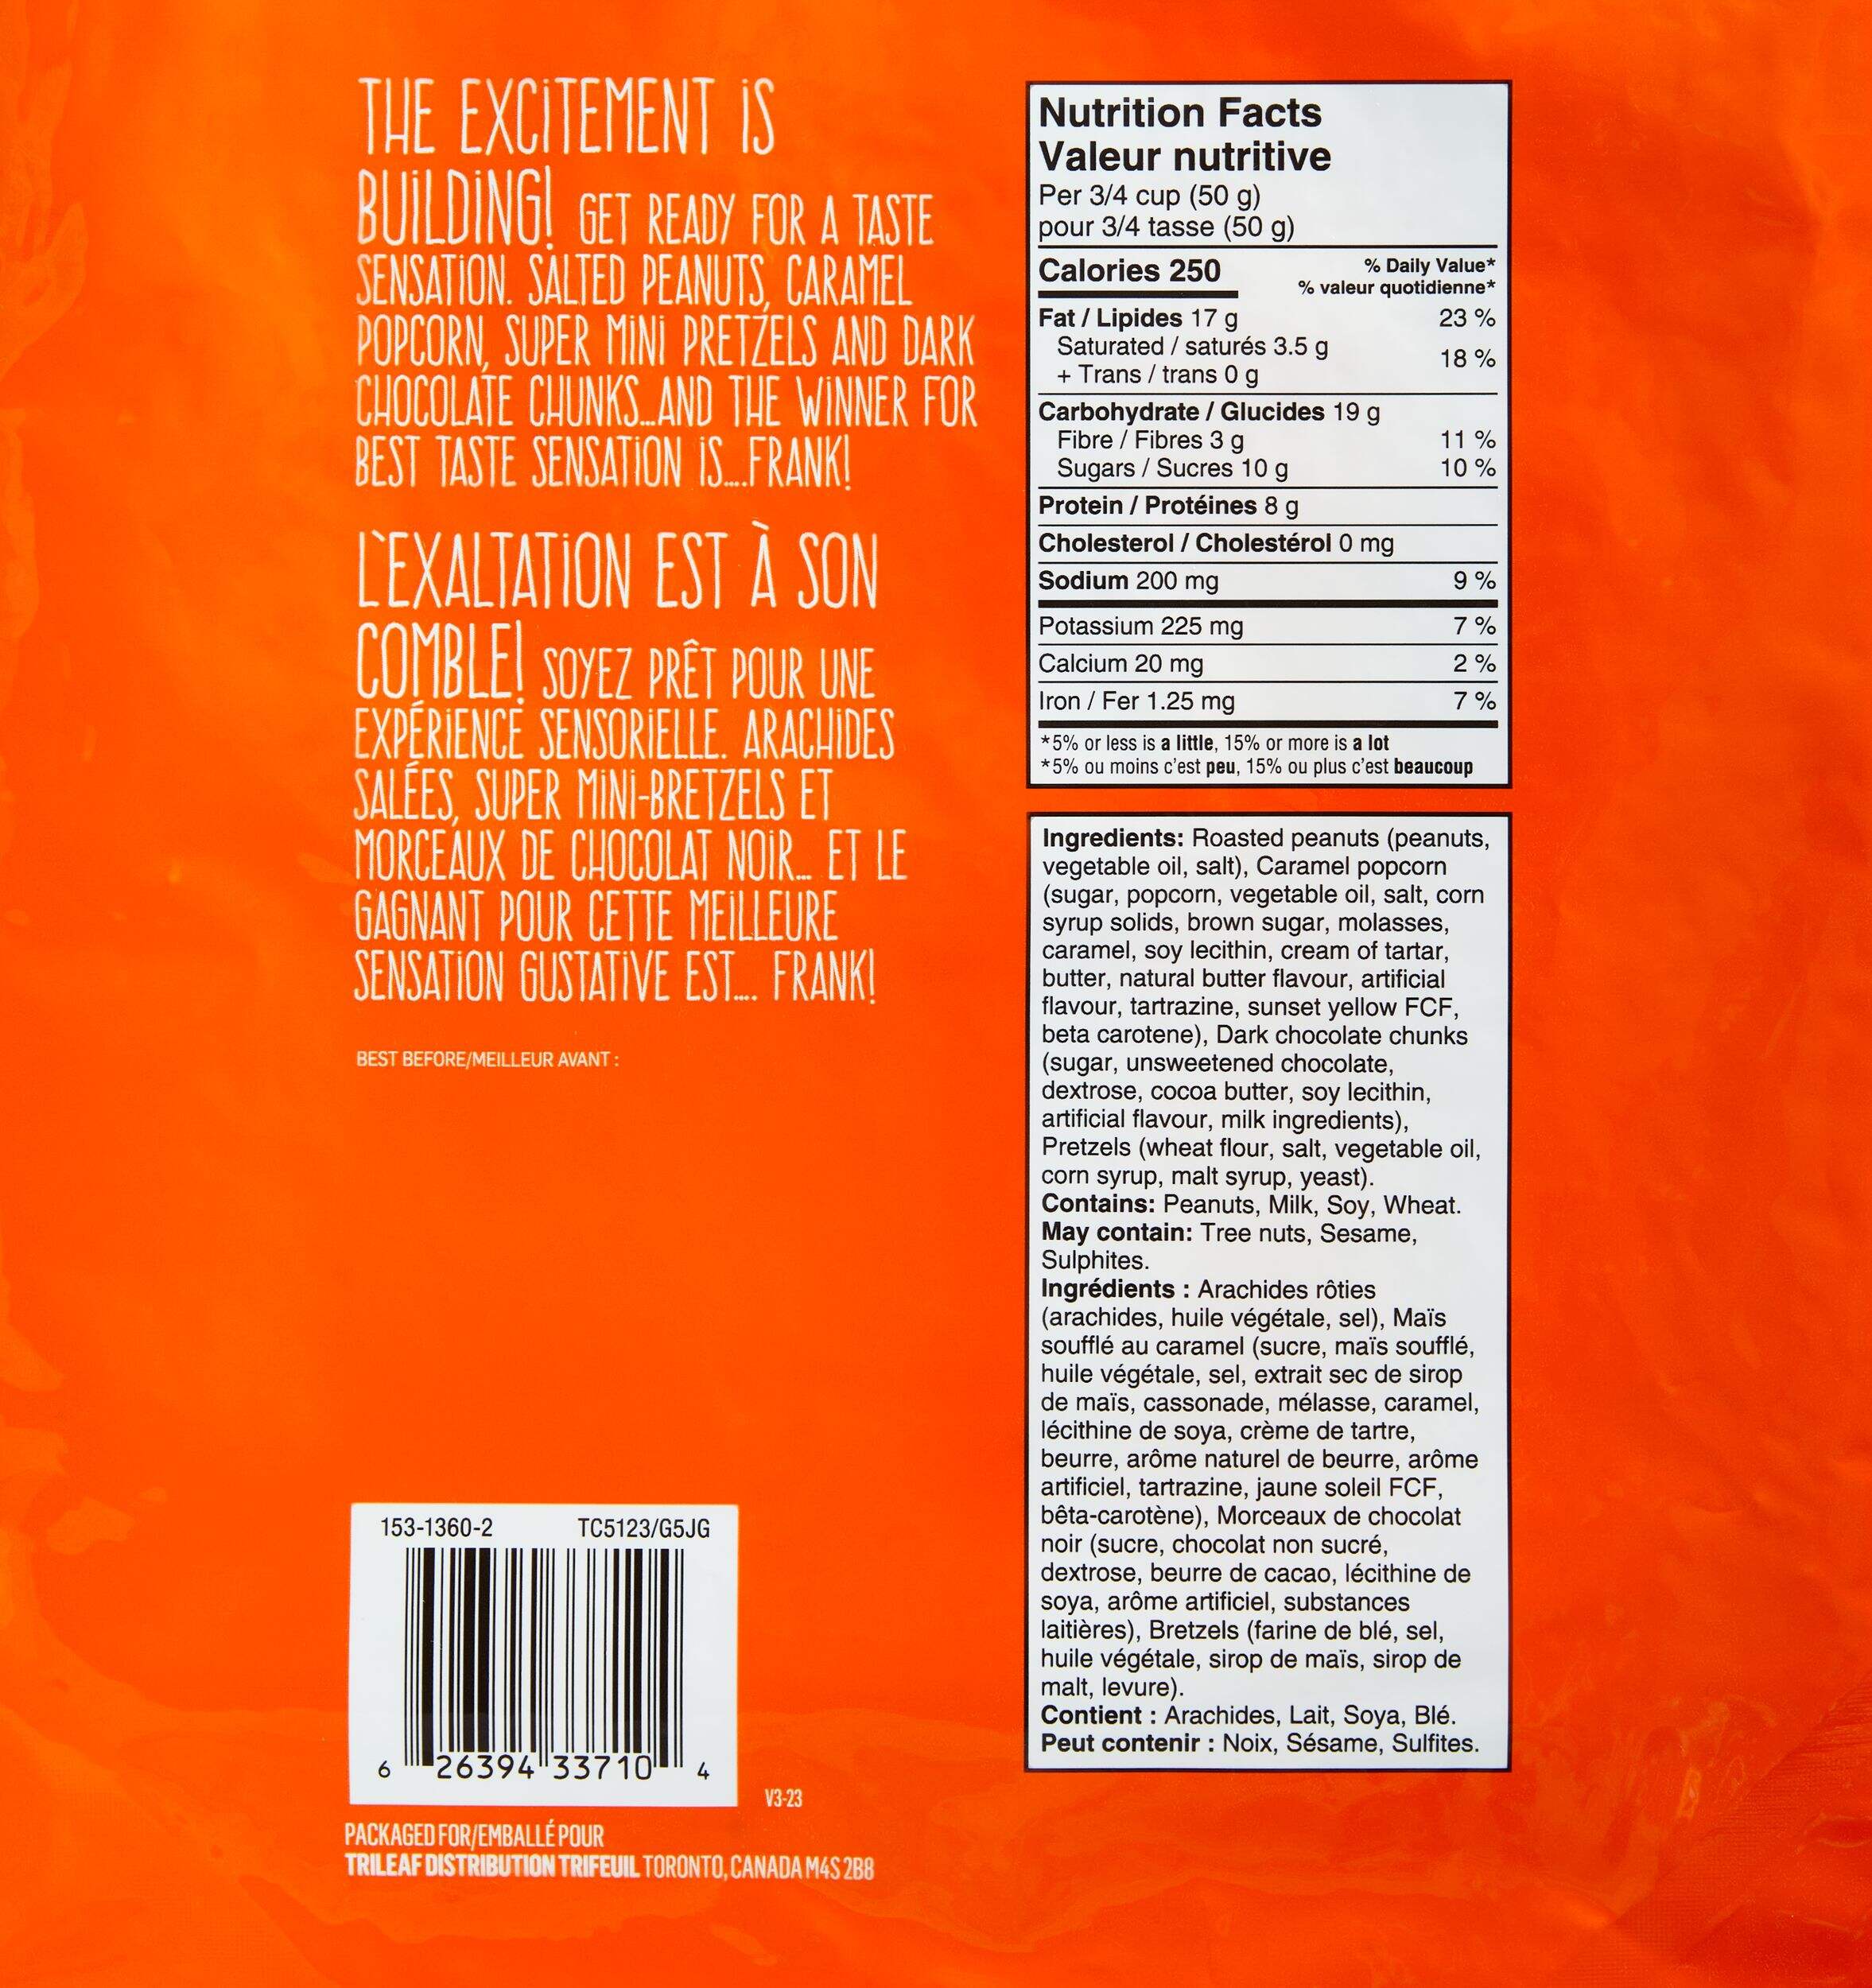 THE EXCITEMENT IS
BUILDING! GET READY FOR A TASTE
SENSATION. SALTED PEANUTS, CARAMEL
POPCORN, SUPER MINI PRETZELS AND DARK
CHOCOLATE CHUNKS...AND THE WINNER FOR
BEST TASTE SENSATION IS....FRANK!
L'EXALTATION EST À SON
COMBLE! SOYEZ PRÊT POUR UNE
EXPÉRIENCE SENSORIELLE. ARACHIDES
SALÉES, SUPER MINI-BRETZELS ET
MORCEAUX DE CHOCOLAT NOIR... ET LE
GAGNANT POUR CETTE MEILLEURE
SENSATION GUSTATIVE EST.... FRANK!
BEST BEFORE/MEILLEUR AVANT :
153-1360-2 TC5123/G5JG
6 26394 33710 4
V3-23
PACKAGED FOR/EMBALLÉ POUR
TRILEAF DISTRIBUTION TRIFEUIL TORONTO, CANADA M4S 2B8
Nutrition Facts
Valeur nutritive
Per 3/4 cup (50 g)
pour 3/4 tasse (50 g)
Calories 250 % Daily Value*
% valeur quotidienne*
Fat / Lipides 17 g 23 %
Saturated / saturés 3.5 g
+ Trans / trans 0 g 18 %
Carbohydrate / Glucides 19 g
Fibre / Fibres 3 g 11 %
Sugars / Sucres 10 g 10 %
Protein / Protéines 8 g
Cholesterol / Cholestérol 0 mg
Sodium 200 mg 9 %
Potassium 225 mg 7 %
Calcium 20 mg 2 %
Iron / Fer 1.25 mg 7 %
*5% or less is a little, 15% or more is a lot
*5% ou moins c'est peu, 15% ou plus c'est beaucoup
Ingredients: Roasted peanuts (peanuts,
vegetable oil, salt), Caramel popcorn
(sugar, popcorn, vegetable oil, salt, corn
syrup solids, brown sugar, molasses,
caramel, soy lecithin, cream of tartar,
butter, natural butter flavour, artificial
flavour, tartrazine, sunset yellow FCF,
beta carotene), Dark chocolate chunks
(sugar, unsweetened chocolate,
dextrose, cocoa butter, soy lecithin,
artificial flavour, milk ingredients),
Pretzels (wheat flour, salt, vegetable oil,
corn syrup, malt syrup, yeast).
Contains: Peanuts, Milk, Soy, Wheat.
May contain: Tree nuts, Sesame,
Sulphites.
Ingrédients : Arachides rôties
(arachides, huile végétale, sel), Maïs
soufflé au caramel (sucre, maïs soufflé,
huile végétale, sel, extrait sec de sirop
de maïs, cassonade, mélasse, caramel,
lécithine de soya, crème de tartre,
beurre, arôme naturel de beurre, arôme
artificiel, tartrazine, jaune soleil FCF,
bêta-carotène), Morceaux de chocolat
noir (sucre, chocolat non sucré,
dextrose, beurre de cacao, lécithine de
soya, arôme artificiel, substances
laitières), Bretzels (farine de blé, sel,
huile végétale, sirop de maïs, sirop de
malt, levure).
Contient : Arachides, Lait, Soya, Blé.
Peut contenir : Noix, Sésame, Sulfites.